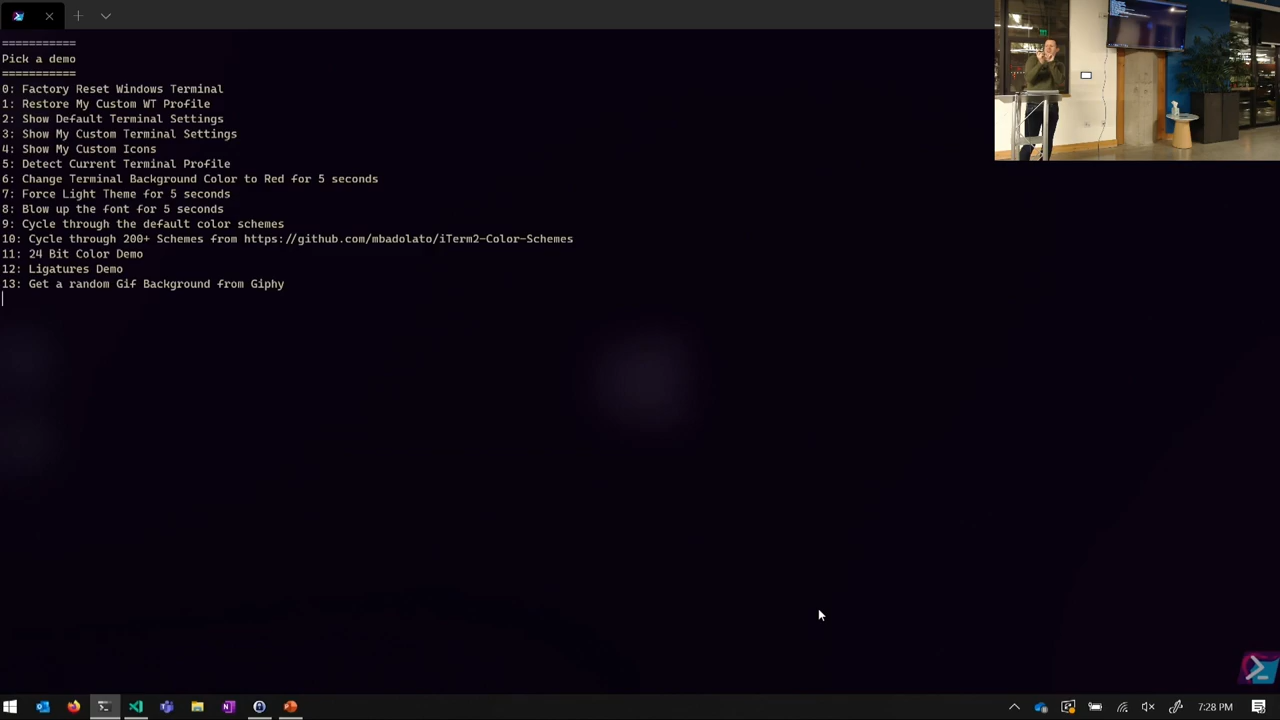 ===========
Pick a demo
===========
0: Factory Reset Windows Terminal
1: Restore My Custom WT Profile
2: Show Default Terminal Settings
3: Show My Custom Terminal Settings
4: Show My Custom Icons
5: Detect Current Terminal Profile
6: Change Terminal Background Color to Red for 5 seconds
7: Force Light Theme for 5 seconds
8: Blow up the font for 5 seconds
9: Cycle through the default color schemes
10: Cycle through 200+ Schemes from https://github.com/mbadolato/iTerm2-Color-Schemes
11: 24 Bit Color Demo
12: Ligatures Demo
13: Get a random Gif Background from Giphy
7:28 PM